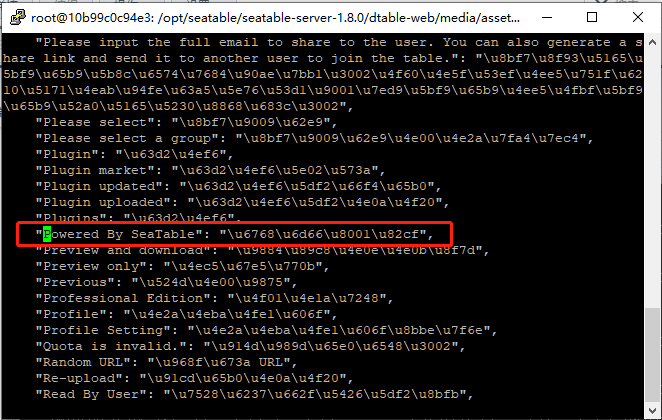 root@10b99c0c94e3: /opt/seatable/seatable-server-1.8.0/dtable-web/media/asset...
"Please input the full email to share to the user. You can also generate a s
hare link and send it to another user to join the table.": "\u8bf7\u8f93\u5165\u
5bf9\u65b9\u5b8c\u6574\u7684\u90ae\u7bb1\u3002\u4f60\u4e5f\u53ef\u4ee5\u751f\u62
10\u5171\u4eab\u94fe\u63a5\u5e76\u53d1\u9001\u7ed9\u5bf9\u65b9\u4ee5\u4fbf\u5bf9
\u65b9\u52a0\u5165\u5230\u8868\u683c\u3002",
"Please select": "\u8bf7\u9009\u62e9",
"Please select a group": "\u8bf7\u9009\u62e9\u4e00\u4e2a\u7fa4\u7ec4",
"Plugin": "\u63d2\u4ef6",
"Plugin market": "\u63d2\u4ef6\u5e02\u573a",
"Plugin updated": "\u63d2\u4ef6\u5df2\u66f4\u65b0",
"Plugin uploaded": "\u63d2\u4ef6\u5df2\u4e0a\u4f20",
"Plugins": "\u63d2\u4ef6",
"Powered By SeaTable": "\u6768\u6d66\u8001\u82cf",
"Preview and download": "\u9884\u89c8\u4e0e\u4e0b\u8f7d",
"Preview only": "\u4ec5\u67e5\u770b",
"Previous": "\u524d\u4e00\u9875",
"Professional Edition": "\u4f01\u4e1a\u7248",
"Profile": "\u4e2a\u4eba\u4fe1\u606f",
"Profile Setting": "\u4e2a\u4eba\u4fe1\u606f\u8bbe\u7f6e",
"Quota is invalid.": "\u914d\u989d\u65e0\u6548\u3002",
"Random URL": "\u968f\u673a URL",
"Re-upload": "\u91cd\u65b0\u4e0a\u4f20",
"Read By User": "\u7528\u6237\u662f\u5426\u5df2\u8bfb",